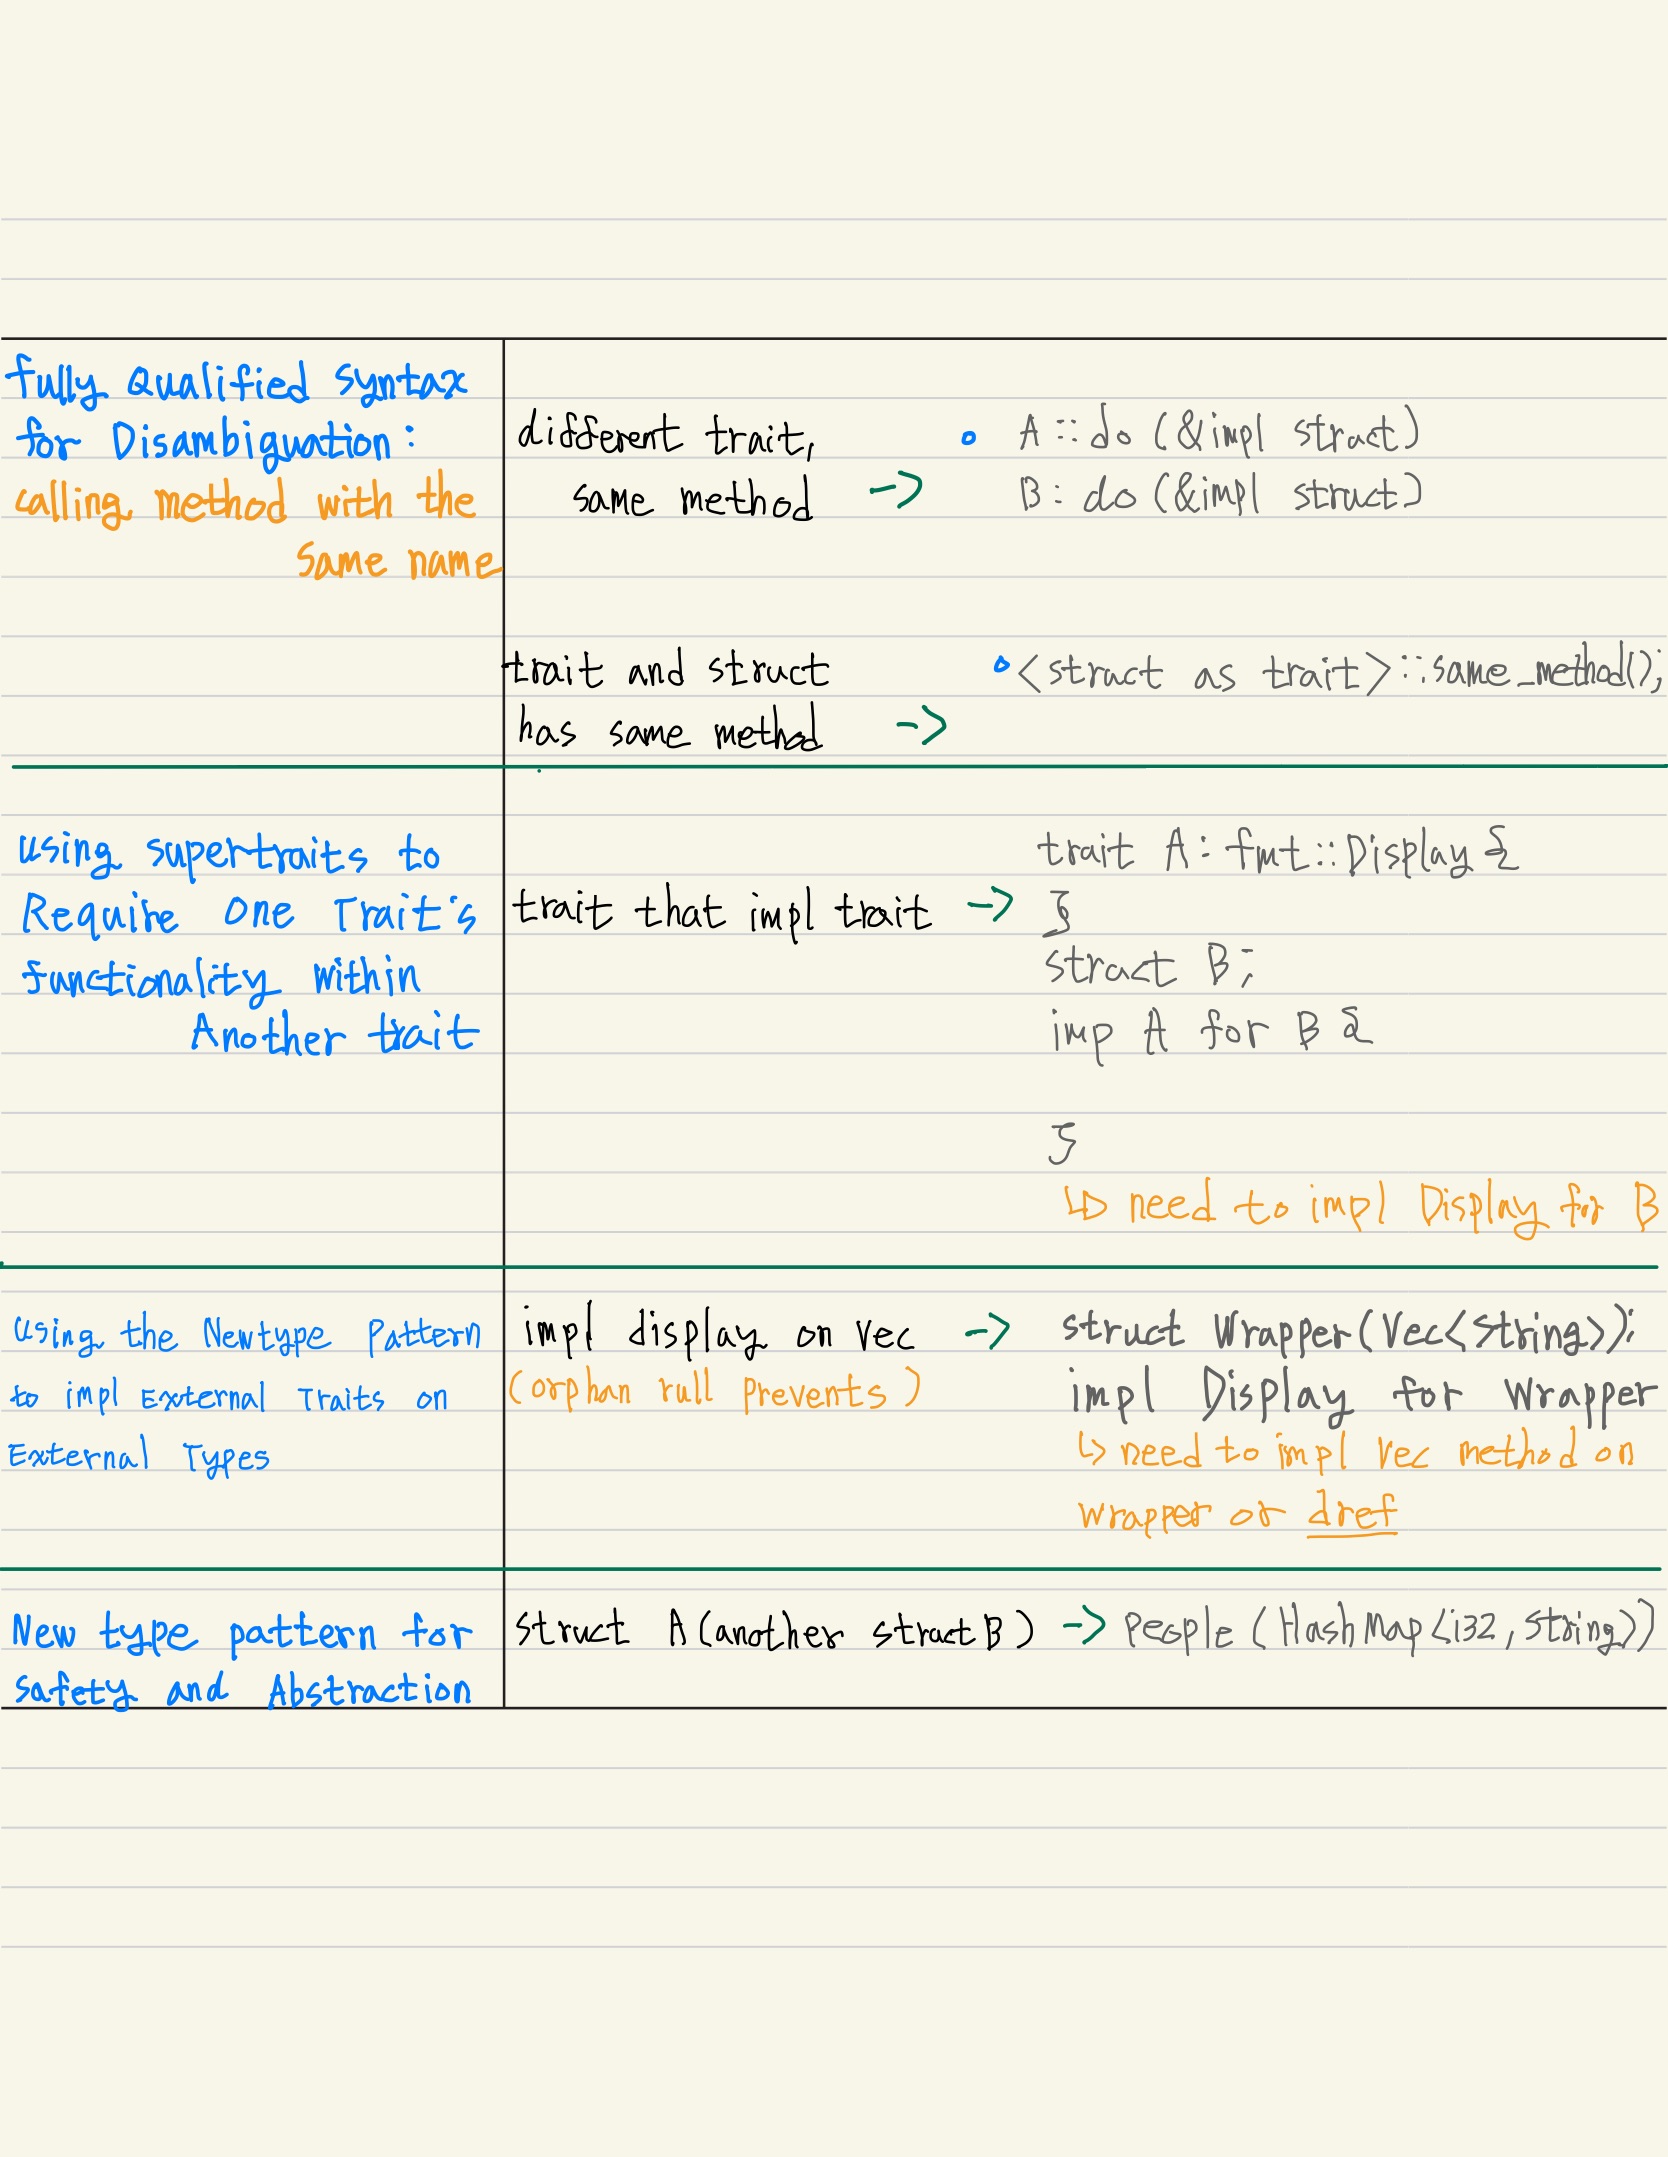 fully Qualified Syntax
for Disambiguation:
calling method with the
same name
different trait,
same method ->
A::do (&impl struct)
B: do (&impl struct)
trait and struct
has same method ->
<struct as trait>::same_method();
using supertraits to
Require One Trait's
functionality within
Another trait
trait that impl trait ->
trait A: fmt::Display {
}
struct B;
imp A for B {
}
↳ need to impl Display for B
Using the Newtype Pattern
to impl External Traits on
External Types
impl display on Vec ->
(orphan rull prevents)
struct Wrapper(Vec<String>);
impl Display for Wrapper
↳ need to impl Vec method on
wrapper or dref
New type pattern for
safety and Abstraction
struct A(another struct B) -> People (HashMap<i32, String>)